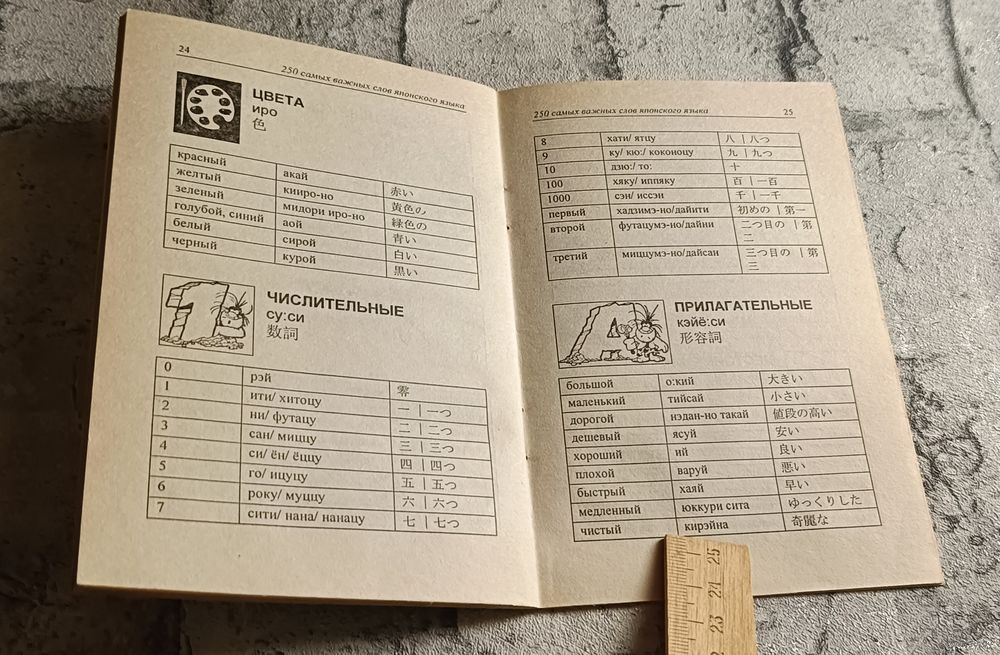 24
250 самых важных слов японского языка
ЦВЕТА
иро
色
красный акай 赤い
желтый кииро-но 黄色の
зеленый мидори иро-но 緑色の
голубой, синий аой 青い
белый сирой 白い
черный курой 黒い
ЧИСЛИТЕЛЬНЫЕ
су:си
数詞
0 рэй 零
1 ити/ хитоцу 一 | 一つ
2 ни/ футацу 二 | 二つ
3 сан/ миццу 三 | 三つ
4 си/ ён/ ёццу 四 | 四つ
5 го/ ицуцу 五 | 五つ
6 року/ муццу 六 | 六つ
7 сити/ нана/ нанацу 七 | 七つ
250 самых важных слов японского языка 25
8 хати/ ятцу 八 | 八つ
9 ку/ кю:/ коконоцу 九 | 九つ
10 дзю:/ то: 十
100 хяку/ иппяку 百 | 一百
1000 сэн/ иссэн 千 | 一千
первый хадзимэ-но/дайити 初めの | 第一
второй футацумэ-но/дайни 二つ目の | 第
二
третий миццумэ-но/дайсан 三つ目の | 第
三
ПРИЛАГАТЕЛЬНЫЕ
кэйё:си
形容詞
большой о:кий 大きい
маленький тийсай 小さい
дорогой нэдан-но такай 値段の高い
дешевый ясуй 安い
хороший ий 良い
плохой варуй 悪い
быстрый хаяй 早い
медленный юккури сита ゆっくりした
чистый кирэйна 奇麗な
25
24
23